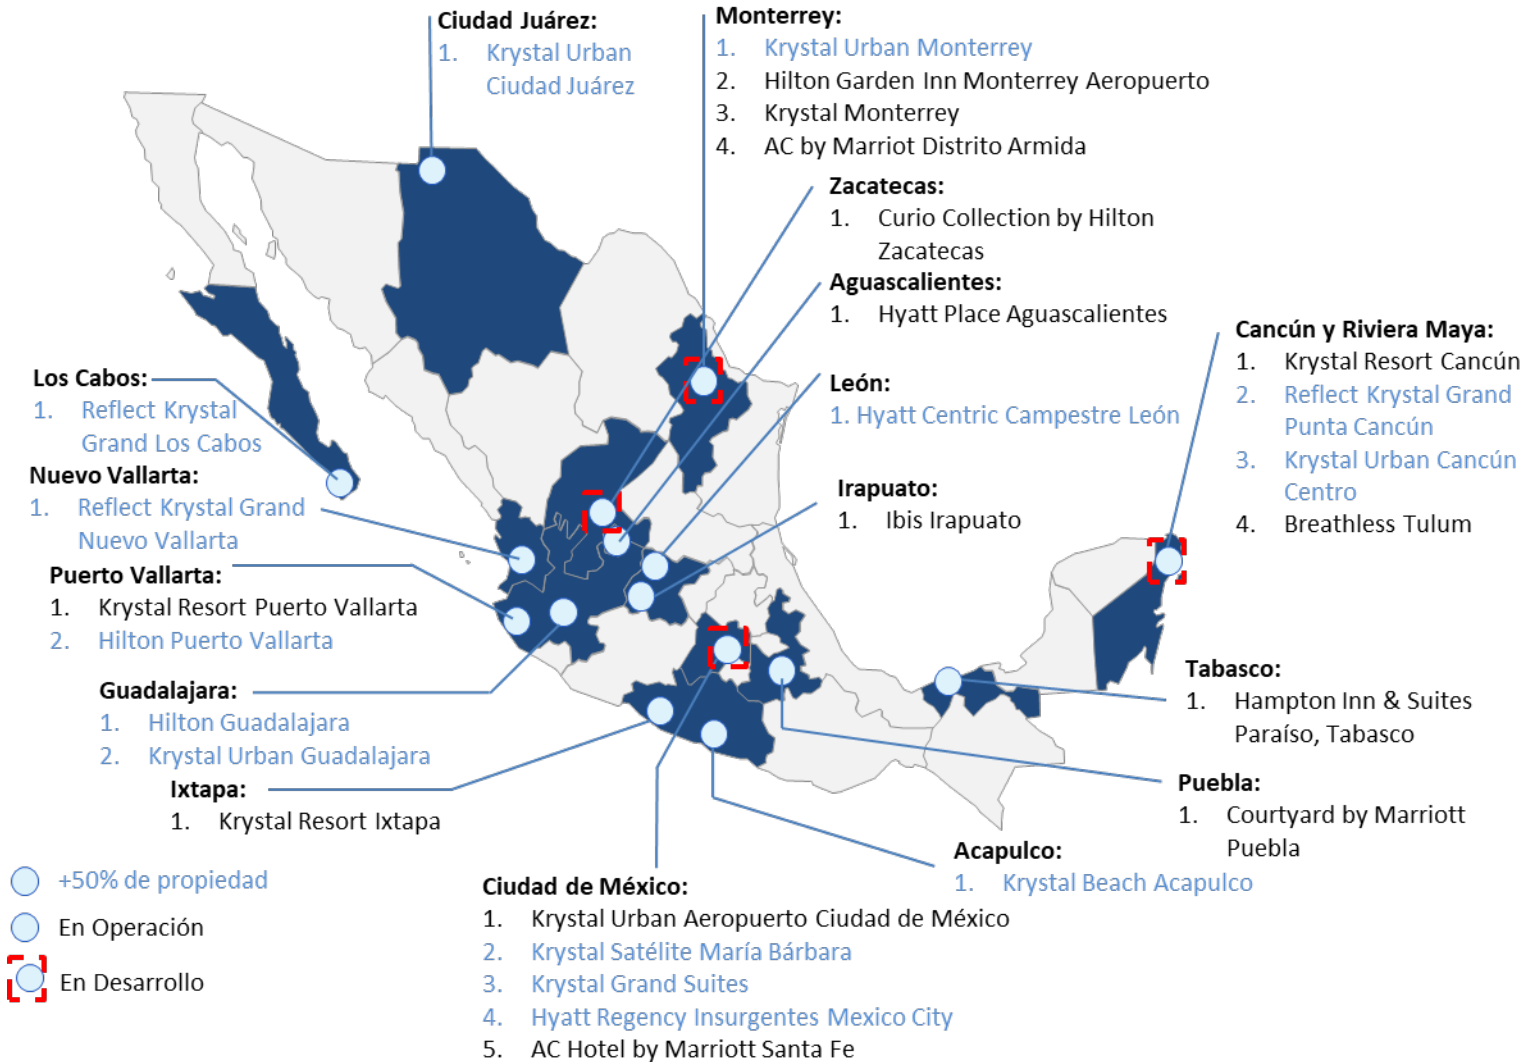 Ciudad Juárez:
1. Krystal Urban
Ciudad Juárez
Monterrey:
1. Krystal Urban Monterrey
2. Hilton Garden Inn Monterrey Aeropuerto
3. Krystal Monterrey
4. AC by Marriot Distrito Armida
Zacatecas:
1. Curio Collection by Hilton
Zacatecas
Aguascalientes:
1. Hyatt Place Aguascalientes
León:
1. Hyatt Centric Campestre León
Irapuato:
1. Ibis Irapuato
Cancún y Riviera Maya:
1. Krystal Resort Cancún
2. Reflect Krystal Grand
Punta Cancún
3. Krystal Urban Cancún
Centro
4. Breathless Tulum
Los Cabos:
1. Reflect Krystal
Grand Los Cabos
Nuevo Vallarta:
1. Reflect Krystal Grand
Nuevo Vallarta
Puerto Vallarta:
1. Krystal Resort Puerto Vallarta
2. Hilton Puerto Vallarta
Guadalajara:
1. Hilton Guadalajara
2. Krystal Urban Guadalajara
Ixtapa:
1. Krystal Resort Ixtapa
Tabasco:
1. Hampton Inn & Suites
Paraíso, Tabasco
Puebla:
1. Courtyard by Marriott
Puebla
Acapulco:
1. Krystal Beach Acapulco
Ciudad de México:
1. Krystal Urban Aeropuerto Ciudad de México
2. Krystal Satélite María Bárbara
3. Krystal Grand Suites
4. Hyatt Regency Insurgentes Mexico City
5. AC Hotel by Marriott Santa Fe
+50% de propiedad
En Operación
En Desarrollo